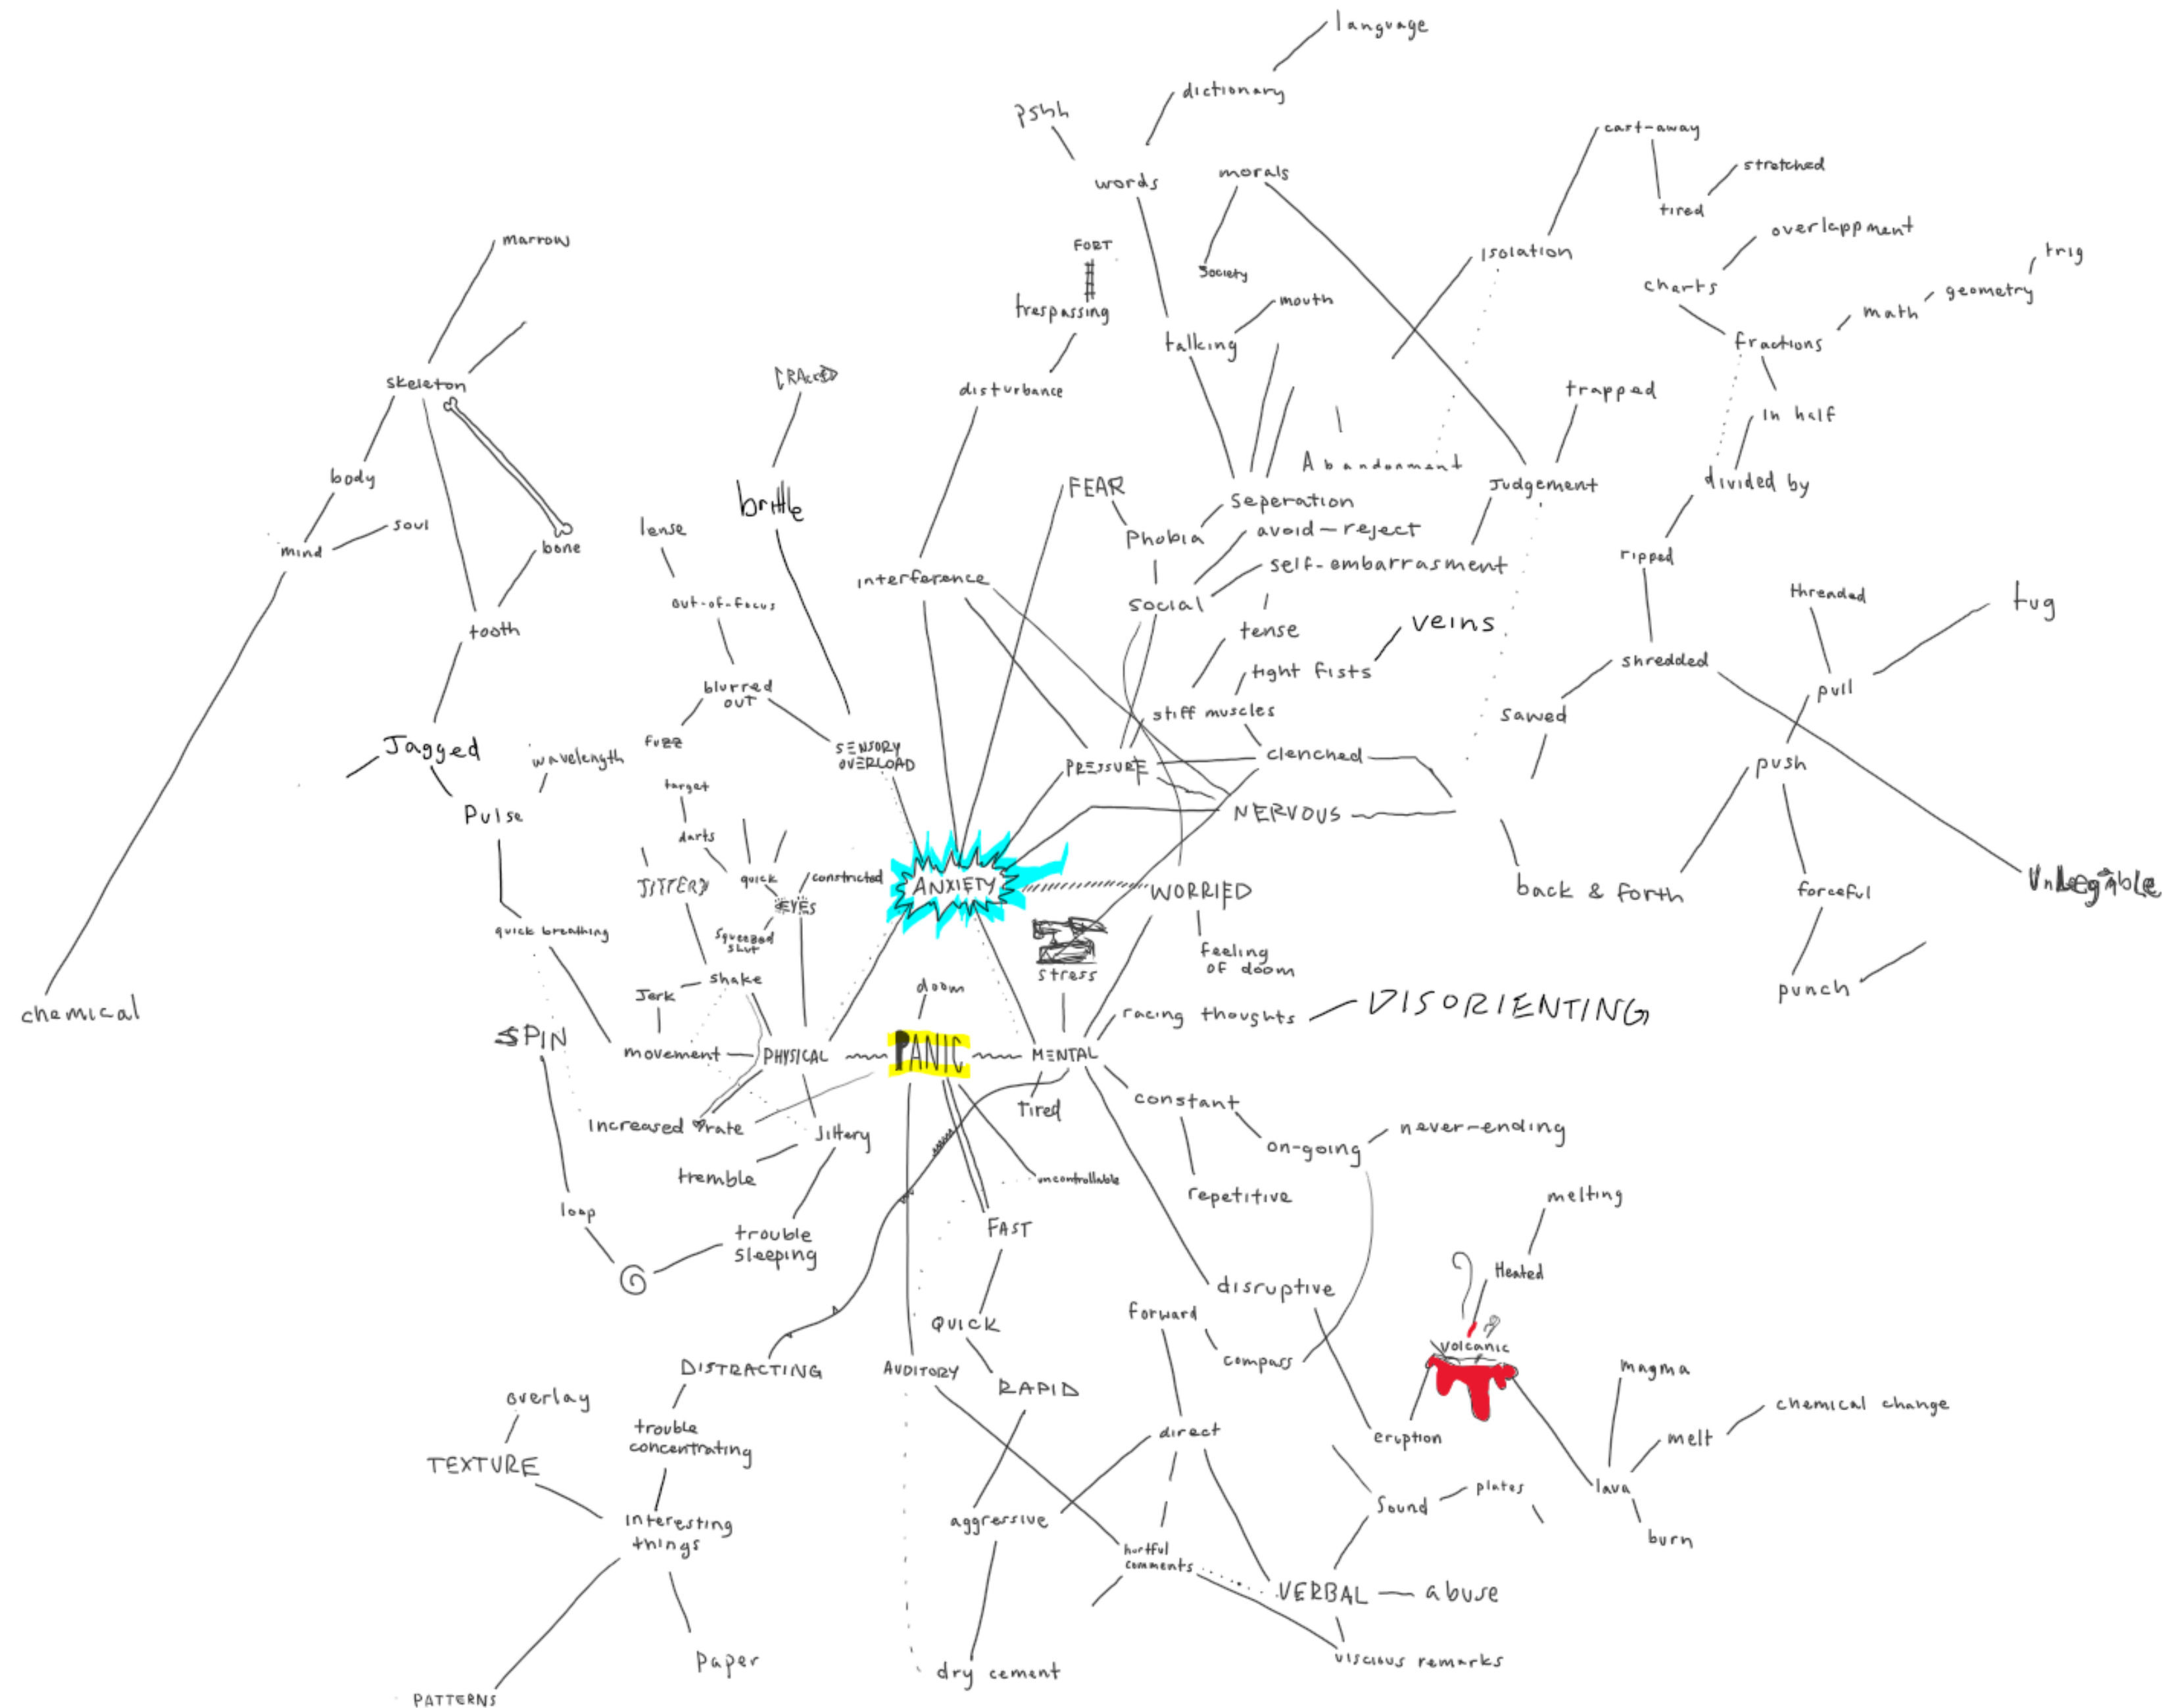 language
dictionary
pshh
words
morals
cast-away
stretched
tired
overlappment
trig
isolation
charts
geometry
math
fractions
society
mouth
talking
FORT
trespassing
disturbance
marrow
skeleton
CRACKED
trapped
in half
divided by
Abandonment
Judgement
FEAR
Seperation
body
soul
mind
bone
lense
brittle
Phobia
avoid-reject
self-embarrasment
ripped
interference
social
out-of-focus
threaded
tug
tense
veins
tooth
shredded
tight fists
pull
blurred
out
stiff muscles
sawed
Jagged
wavelength
fuzz
SENSORY
OVERLOAD
PRESSURE
clenched
push
target
Pulse
darts
NERVOUS
JITTERY
quick
constricted
ANXIETY
WORRIED
back & forth
forceful
EYES
squeezed
shut
quick breathing
stress
feeling
of doom
shake
Jerk
doom
punch
chemical
racing thoughts
DISORIENTING
SPIN
movement
PHYSICAL
PANIC
MENTAL
Tired
constant
increased rate
Jittery
on-going
never-ending
tremble
uncontrollable
repetitive
melting
loop
trouble
sleeping
FAST
Heated
disruptive
forward
QUICK
compass
volcanic
DISTRACTING
AUDITORY
RAPID
magma
chemical change
overlay
trouble
concentrating
direct
eruption
melt
TEXTURE
lava
plates
Sound
interesting
things
aggressive
burn
hurtful
comments
VERBAL
abuse
Paper
dry cement
viscious remarks
PATTERNS